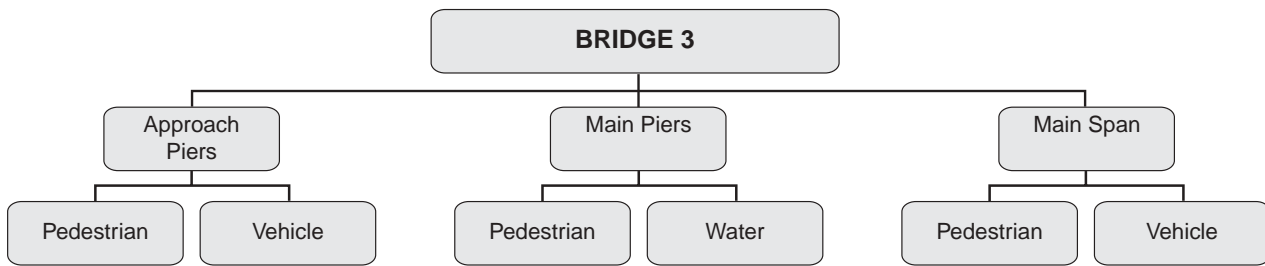 BRIDGE 3
Approach
Piers
Main Piers
Main Span
Pedestrian
Vehicle
Pedestrian
Water
Pedestrian
Vehicle